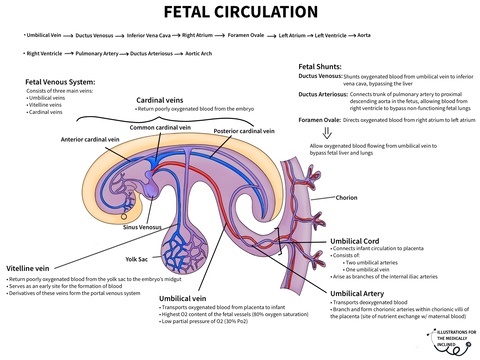 FETAL CIRCULATION
• Umbilical Vein → Ductus Venosus → Inferior Vena Cava → Right Atrium → Foramen Ovale → Left Atrium → Left Ventricle → Aorta
• Right Ventricle → Pulmonary Artery → Ductus Arteriosus → Aortic Arch
Fetal Venous System:
Consists of three main veins:
• Umbilical veins
• Vitelline veins
• Cardinal veins
Fetal Shunts:
Ductus Venosus: Shunts oxygenated blood from umbilical vein to inferior
vena cava, bypassing the liver
Ductus Arteriosus: Connects trunk of pulmonary artery to proximal
descending aorta in the fetus, allowing blood from
right ventricle to bypass non-functioning fetal lungs
Foramen Ovale: Directs oxygenated blood from right atrium to left atrium
Allow oxygenated blood flowing from umbilical vein to
bypass fetal liver and lungs
Cardinal veins
• Return poorly oxygenated blood from the embryo
Common cardinal vein
Anterior cardinal vein
Posterior cardinal vein
Chorion
Sinus Venosus
Yolk Sac
Umbilical Cord
• Connects infant circulation to placenta
• Consists of:
• Two umbilical arteries
• One umbilical vein
• Arise as branches of the internal iliac arteries
Vitelline vein
• Return poorly oxygenated blood from the yolk sac to the embryo's midgut
• Serves as an early site for the formation of blood
• Derivatives of these veins form the portal venous system
Umbilical vein
• Transports oxygenated blood from placenta to infant
• Highest O2 content of the fetal vessels (80% oxygen saturation)
• Low partial pressure of O2 (30% Po2)
Umbilical Artery
• Transports deoxygenated blood
• Branch and form chorionic arteries within chorionic villi of
the placenta (site of nutrient exchange w/ maternal blood)
ILLUSTRATIONS FOR
THE MEDICALLY
INCLINED